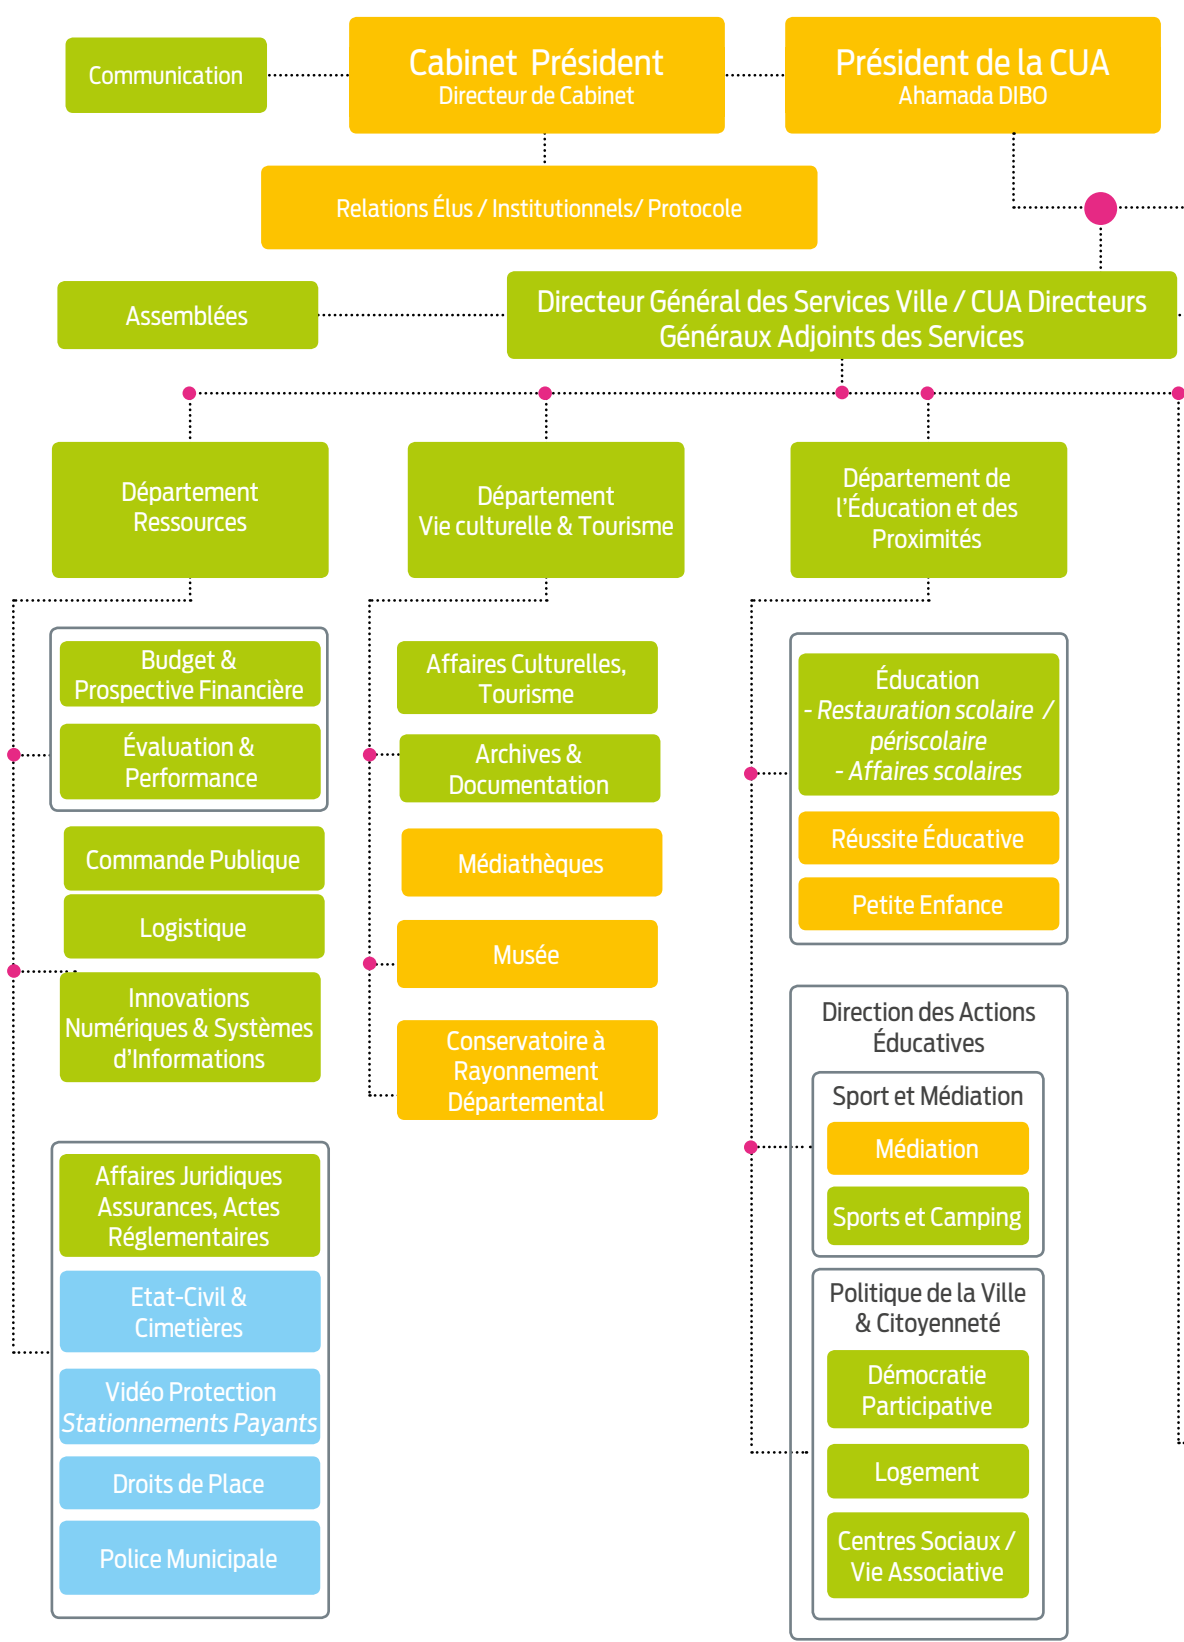 Communication
Cabinet Président
Directeur de Cabinet
Président de la CUA
Ahamada DIBO
Relations Élus / Institutionnels/ Protocole
Assemblées
Directeur Général des Services Ville / CUA Directeurs
Généraux Adjoints des Services
Département
Ressources
Budget &
Prospective Financière
Évaluation &
Performance
Commande Publique
Logistique
Innovations
Numériques & Systèmes
d'Informations
Affaires Juridiques
Assurances, Actes
Réglementaires
Etat-Civil &
Cimetières
Vidéo Protection
Stationnements Payants
Droits de Place
Police Municipale
Département
Vie culturelle & Tourisme
Affaires Culturelles,
Tourisme
Archives &
Documentation
Médiathèques
Musée
Conservatoire à
Rayonnement
Départemental
Département de
l'Éducation et des
Proximités
Éducation
- Restauration scolaire /
périscolaire
- Affaires scolaires
Réussite Éducative
Petite Enfance
Direction des Actions
Éducatives
Sport et Médiation
Médiation
Sports et Camping
Politique de la Ville
& Citoyenneté
Démocratie
Participative
Logement
Centres Sociaux /
Vie Associative